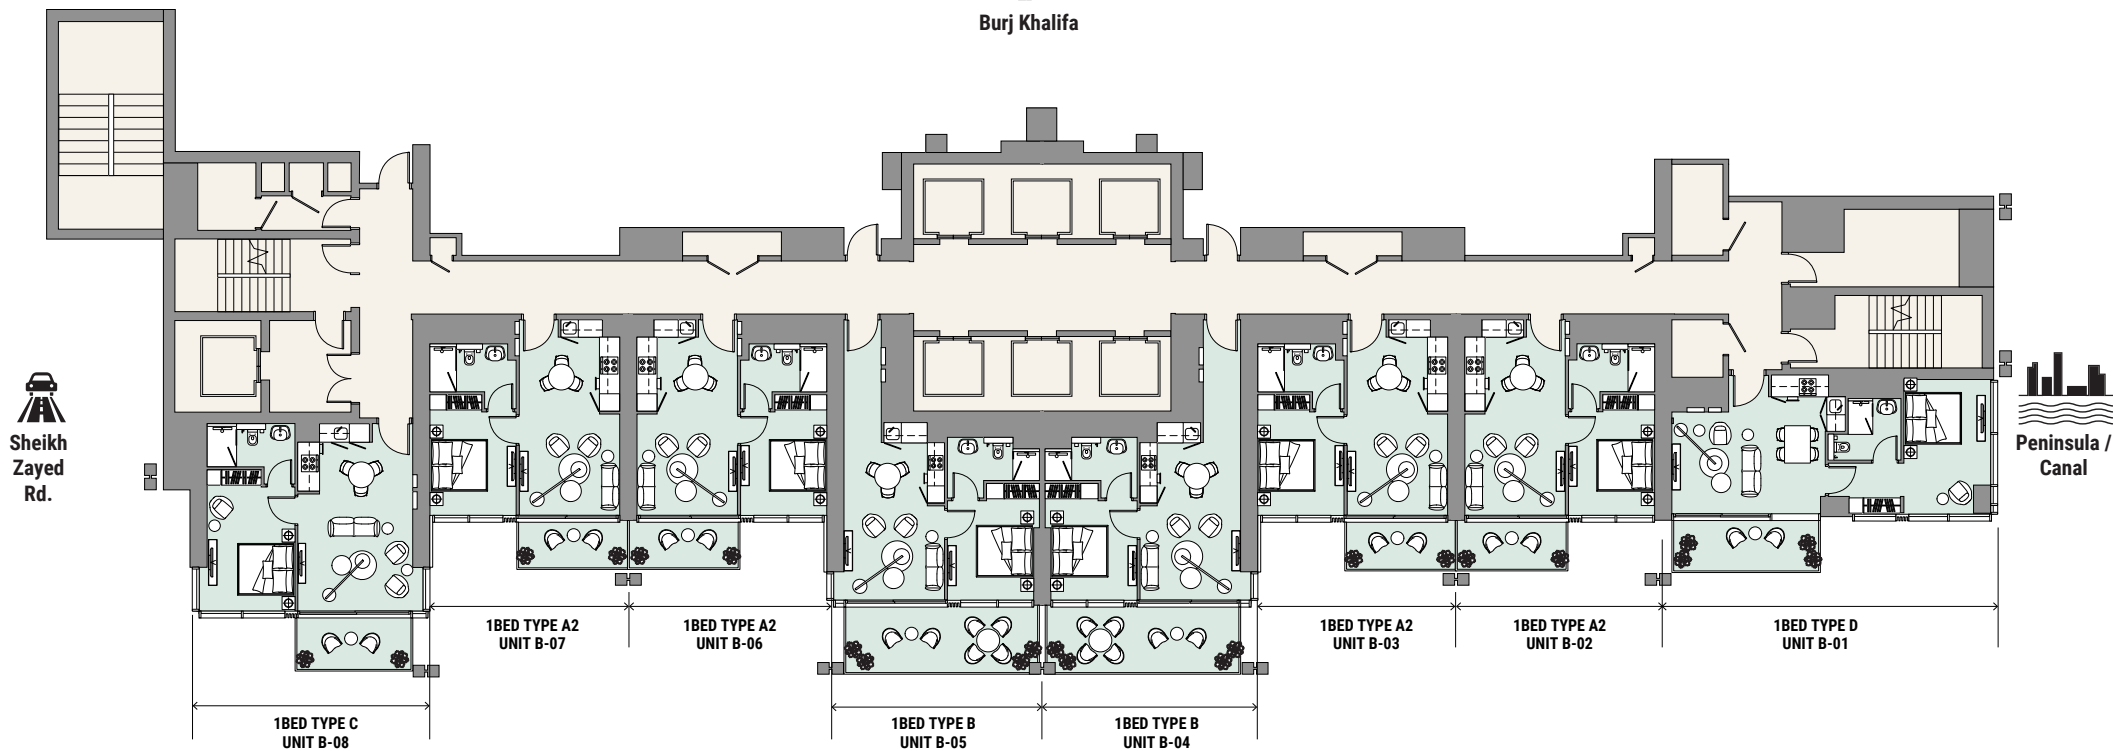 Burj Khalifa
Sheikh
Zayed
Rd.
Peninsula /
Canal
1BED TYPE A2
UNIT B-07
1BED TYPE A2
UNIT B-06
1BED TYPE A2
UNIT B-03
1BED TYPE A2
UNIT B-02
1BED TYPE D
UNIT B-01
1BED TYPE C
UNIT B-08
1BED TYPE B
UNIT B-05
1BED TYPE B
UNIT B-04